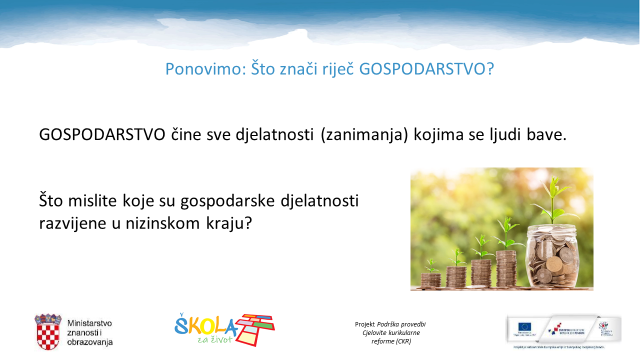 Ponovimo: Što znači riječ GOSPODARSTVO?
GOSPODARSTVO čine sve djelatnosti (zanimanja) kojima se ljudi bave.
Što mislite koje su gospodarske djelatnosti
razvijene u nizinskom kraju?
Ministarstvo
znanosti i
obrazovanja
ŠKOLA
za život
Projekt Podrška provedbi
Cjelovite kurikularne
reforme (CKR)